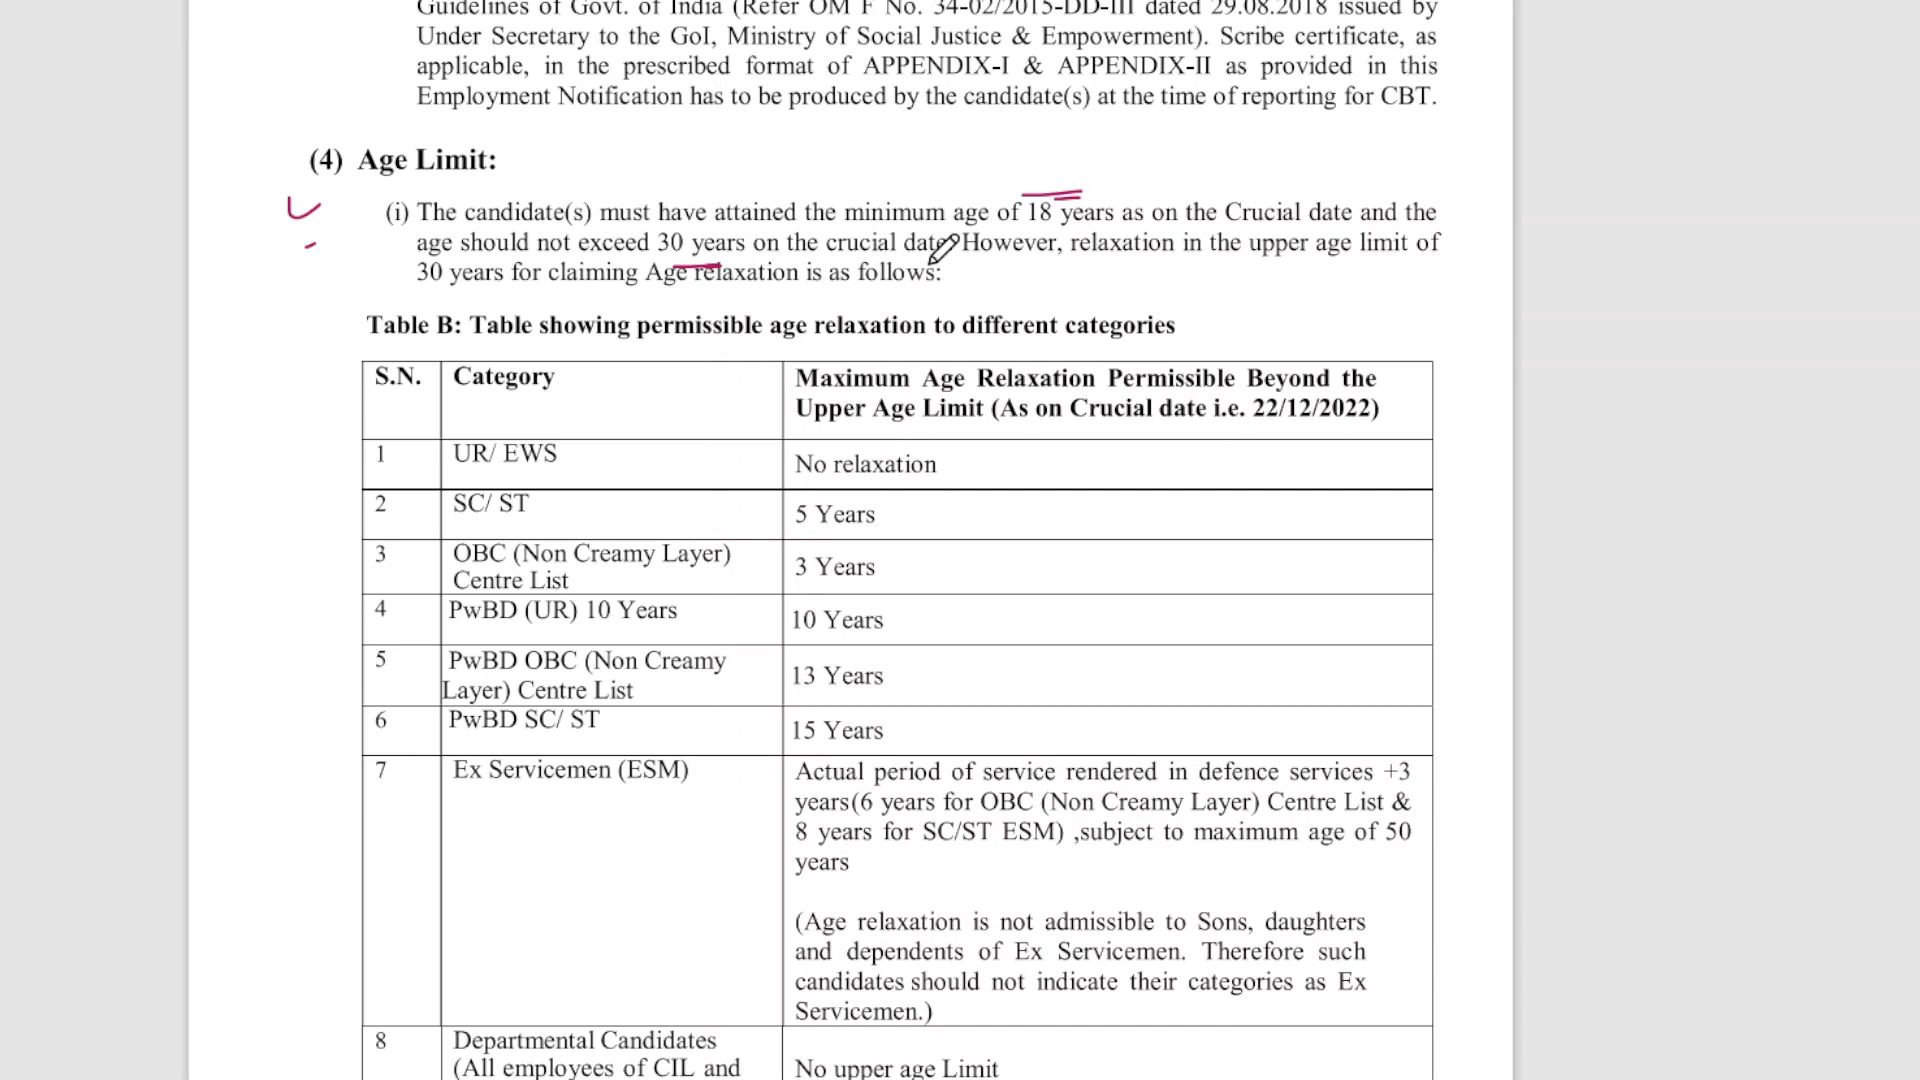 Guidelines of Govt. of India (Refer OM F No. 34-02/2015-DD-III dated 29.08.2018 issued by
Under Secretary to the GoI, Ministry of Social Justice & Empowerment). Scribe certificate, as
applicable, in the prescribed format of APPENDIX-I & APPENDIX-II as provided in this
Employment Notification has to be produced by the candidate(s) at the time of reporting for CBT.
(4) Age Limit:
(i) The candidate(s) must have attained the minimum age of 18 years as on the Crucial date and the
age should not exceed 30 years on the crucial date. However, relaxation in the upper age limit of
30 years for claiming Age relaxation is as follows:
Table B: Table showing permissible age relaxation to different categories
S.N. Category Maximum Age Relaxation Permissible Beyond the
Upper Age Limit (As on Crucial date i.e. 22/12/2022)
1 UR/ EWS No relaxation
2 SC/ ST 5 Years
3 OBC (Non Creamy Layer)
Centre List 3 Years
4 PwBD (UR) 10 Years 10 Years
5 PwBD OBC (Non Creamy
Layer) Centre List 13 Years
6 PwBD SC/ ST 15 Years
7 Ex Servicemen (ESM) Actual period of service rendered in defence services +3
years(6 years for OBC (Non Creamy Layer) Centre List &
8 years for SC/ST ESM) ,subject to maximum age of 50
years
(Age relaxation is not admissible to Sons, daughters
and dependents of Ex Servicemen. Therefore such
candidates should not indicate their categories as Ex
Servicemen.)
8 Departmental Candidates
(All employees of CIL and No upper age Limit